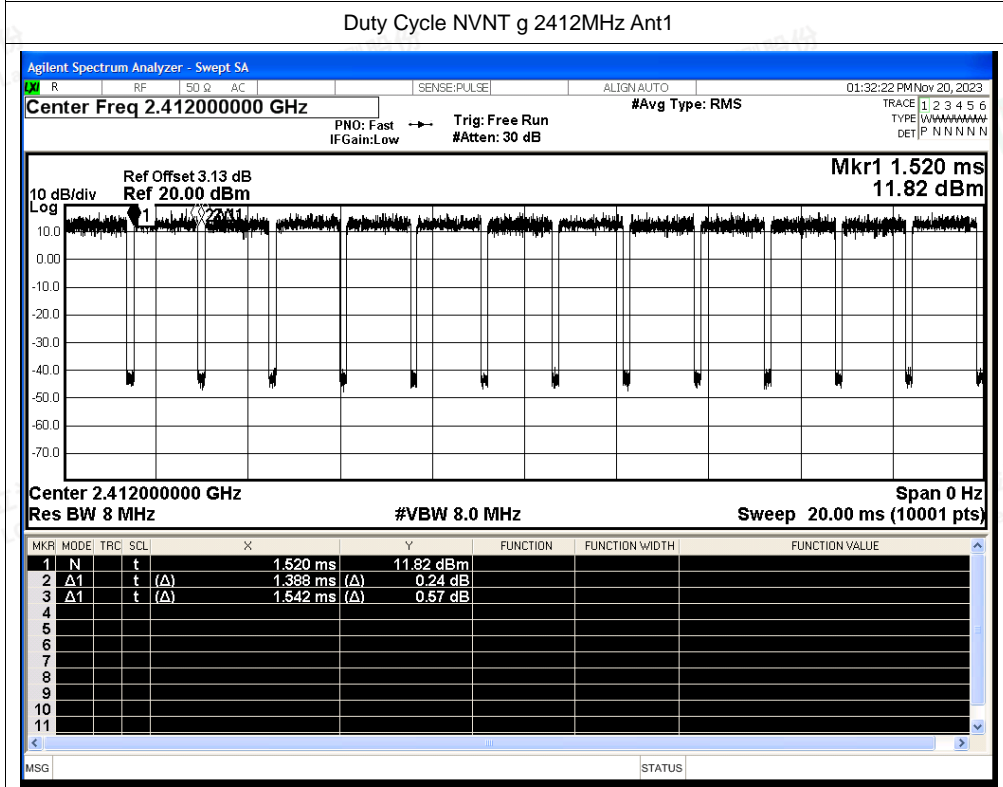 Duty Cycle NVNT g 2412MHz Ant1
Agilent Spectrum Analyzer - Swept SA
LXI R RF 50 Ω AC SENSE:PULSE ALIGN AUTO 01:32:22 PM Nov 20, 2023
Center Freq 2.412000000 GHz #Avg Type: RMS TRACE 1 2 3 4 5 6
PNO: Fast Trig: Free Run TYPE
IFGain:Low #Atten: 30 dB DET P N N N N N
Mkr1 1.520 ms
Ref Offset 3.13 dB
10 dB/div Ref 20.00 dBm 11.82 dBm
Log
1
10.0
0.00
-10.0
-20.0
-30.0
-40.0
-50.0
-60.0
-70.0
Center 2.412000000 GHz Span 0 Hz
Res BW 8 MHz #VBW 8.0 MHz Sweep 20.00 ms (10001 pts)
MKR MODE TRC SCL X Y FUNCTION FUNCTION WIDTH FUNCTION VALUE
1 N t 1.520 ms 11.82 dBm
2 Δ1 t (Δ) 1.388 ms (Δ) 0.24 dB
3 Δ1 t (Δ) 1.542 ms (Δ) 0.57 dB
4
5
6
7
8
9
10
11
MSG STATUS